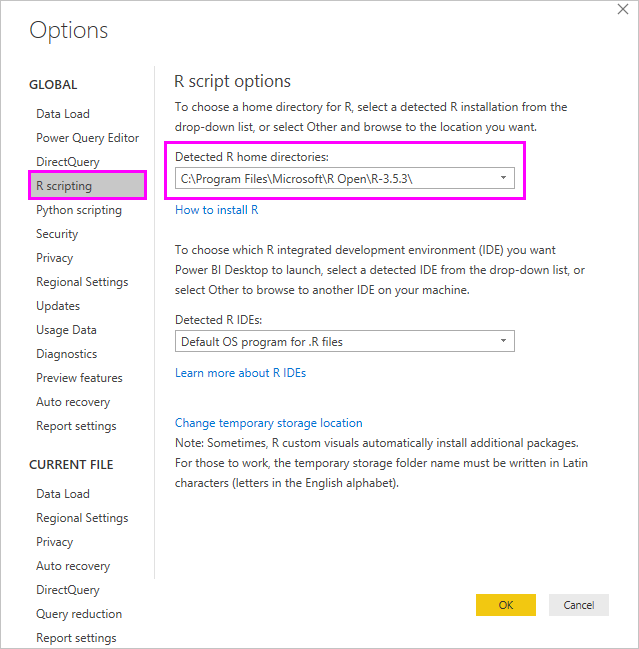 Options
GLOBAL
Data Load
Power Query Editor
DirectQuery
R scripting
Python scripting
Security
Privacy
Regional Settings
Updates
Usage Data
Diagnostics
Preview features
Auto recovery
Report settings
CURRENT FILE
Data Load
Regional Settings
Privacy
Auto recovery
DirectQuery
Query reduction
Report settings
R script options
To choose a home directory for R, select a detected R installation from the
drop-down list, or select Other and browse to the location you want.
Detected R home directories:
C:\Program Files\Microsoft\R Open\R-3.5.3\
How to install R
To choose which R integrated development environment (IDE) you want
Power BI Desktop to launch, select a detected IDE from the drop-down list, or
select Other to browse to another IDE on your machine.
Detected R IDEs:
Default OS program for .R files
Learn more about R IDEs
Change temporary storage location
Note: Sometimes, R custom visuals automatically install additional packages.
For those to work, the temporary storage folder name must be written in Latin
characters (letters in the English alphabet).
OK
Cancel